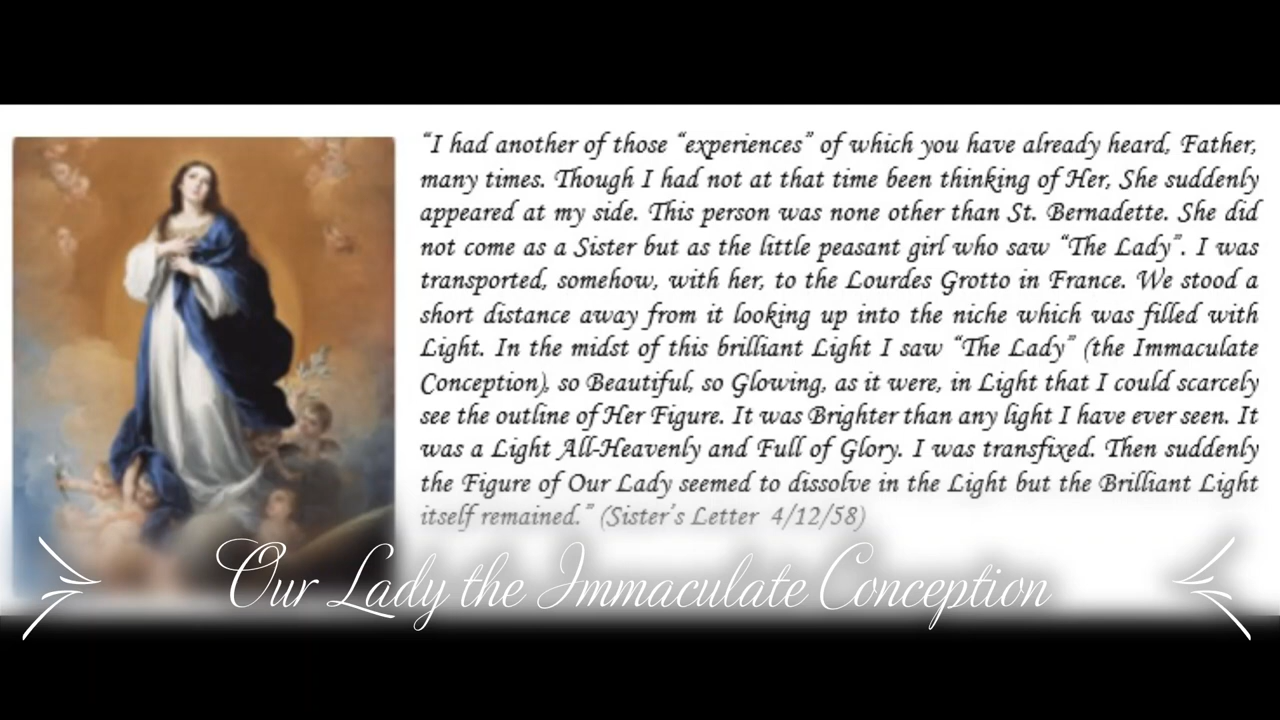 “I had another of those “experiences” of which you have already heard, Father,
many times. Though I had not at that time been thinking of Her, She suddenly
appeared at my side. This person was none other than St. Bernadette. She did
not come as a Sister but as the little peasant girl who saw “The Lady”. I was
transported, somehow, with her, to the Lourdes Grotto in France. We stood a
short distance away from it looking up into the niche which was filled with
Light. In the midst of this brilliant Light I saw “The Lady” (the Immaculate
Conception), so Beautiful, so Glowing, as it were, in Light that I could scarcely
see the outline of Her Figure. It was Brighter than any light I have ever seen. It
was a Light All-Heavenly and Full of Glory. I was transfixed. Then suddenly
the Figure of Our Lady seemed to dissolve in the Light but the Brilliant Light
itself remained.” (Sister’s Letter 4/12/58)
Our Lady the Immaculate Conception